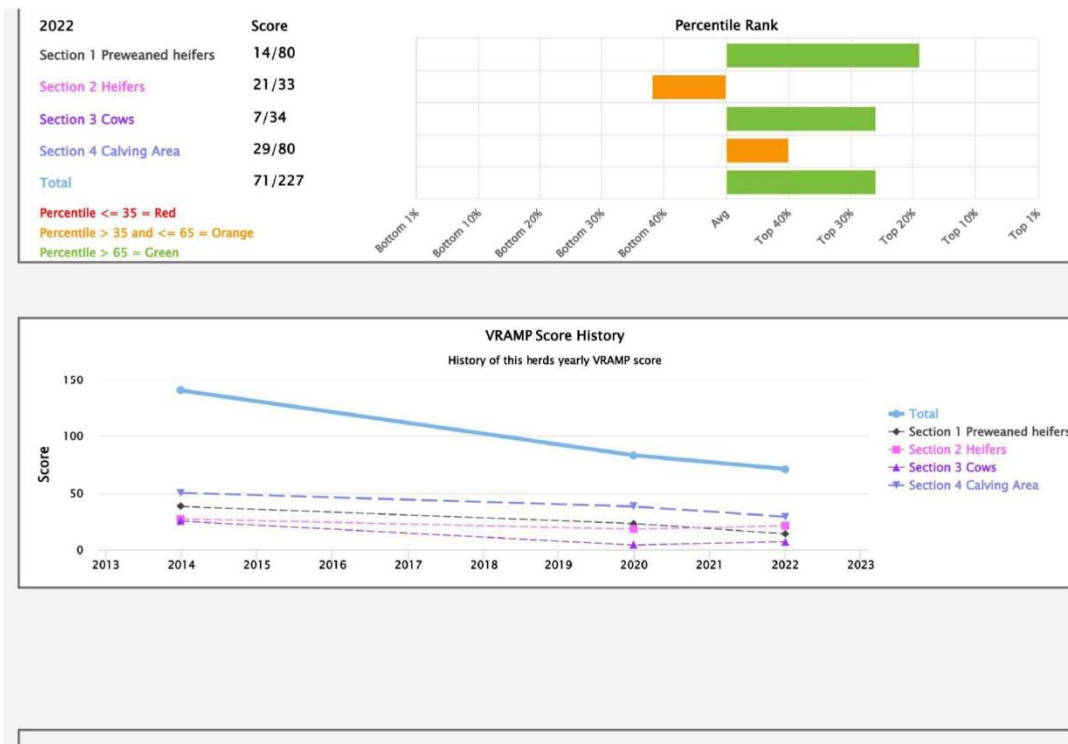 2022 Score Percentile Rank
Section 1 Preweaned heifers 14/80
Section 2 Heifers 21/33
Section 3 Cows 7/34
Section 4 Calving Area 29/80
Total 71/227
Percentile <= 35 = Red
Percentile > 35 and <= 65 = Orange
Percentile > 65 = Green
Bottom 1% Bottom 10% Bottom 20% Bottom 30% Bottom 40% Avg Top 40% Top 30% Top 20% Top 10% Top 1%
VRAMP Score History
History of this herds yearly VRAMP score
150
100
50
0
Score
2013 2014 2015 2016 2017 2018 2019 2020 2021 2022 2023
Total
Section 1 Preweaned heifers
Section 2 Heifers
Section 3 Cows
Section 4 Calving Area